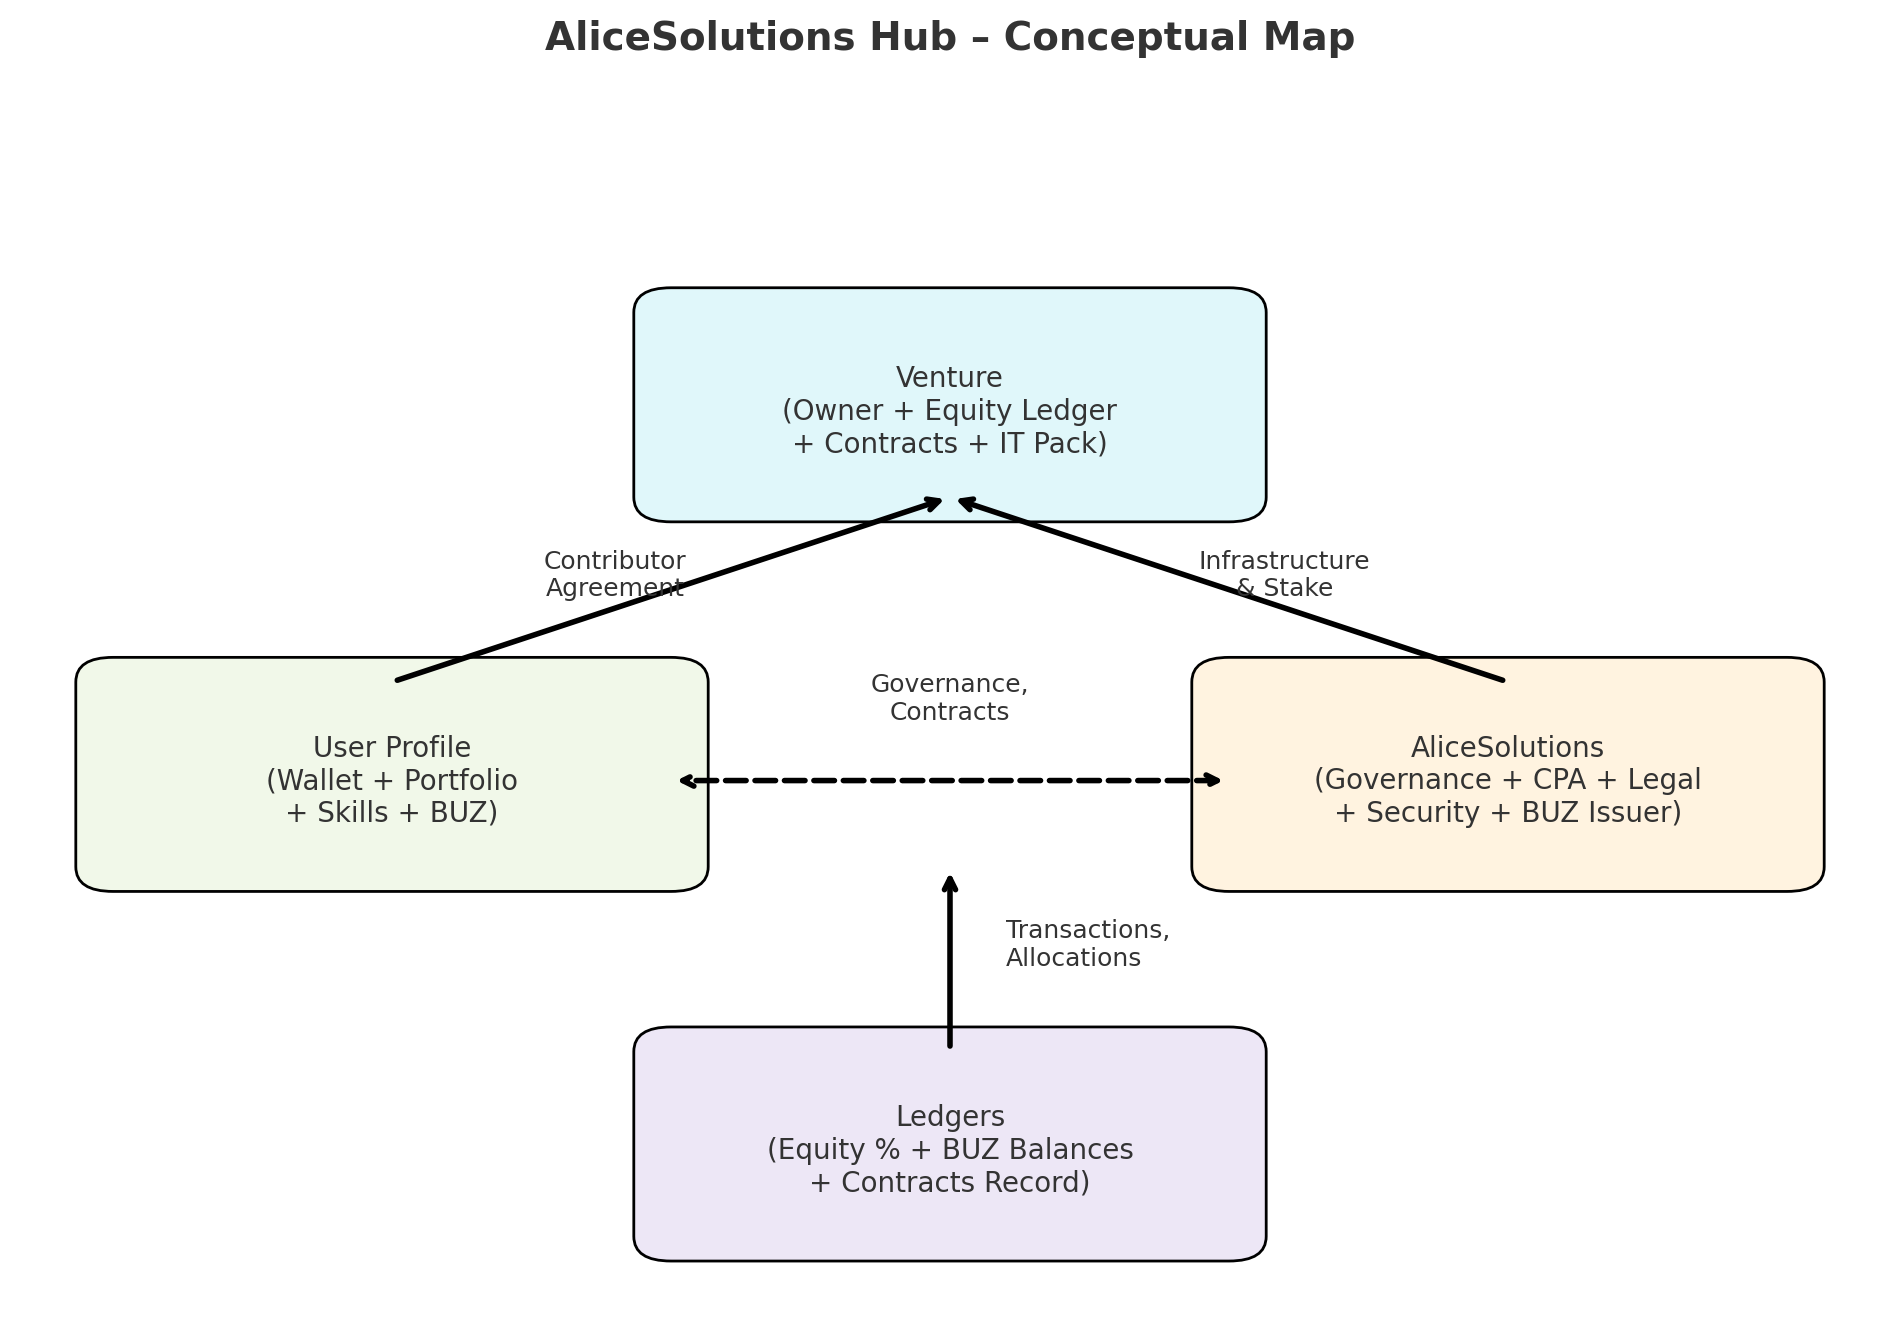 AliceSolutions Hub – Conceptual Map
Venture
(Owner + Equity Ledger
+ Contracts + IT Pack)
Contributor
Agreement
Infrastructure
& Stake
Governance,
Contracts
User Profile
(Wallet + Portfolio
+ Skills + BUZ)
AliceSolutions
(Governance + CPA + Legal
+ Security + BUZ Issuer)
Transactions,
Allocations
Ledgers
(Equity % + BUZ Balances
+ Contracts Record)